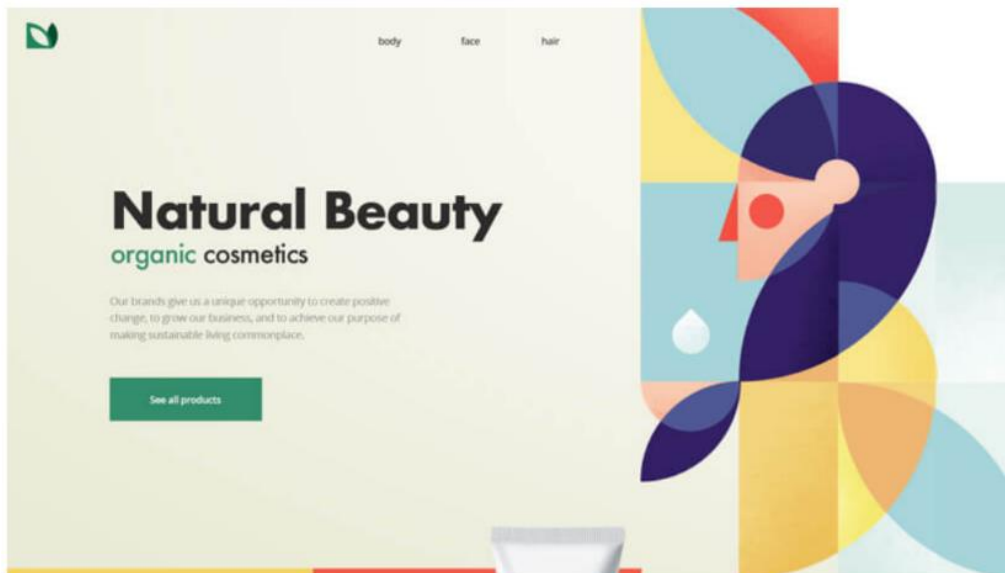 body face hair
Natural Beauty
organic cosmetics
Our brands give us a unique opportunity to create positive
change, to grow our business, and to achieve our purpose of
making sustainable living commonplace.
See all products